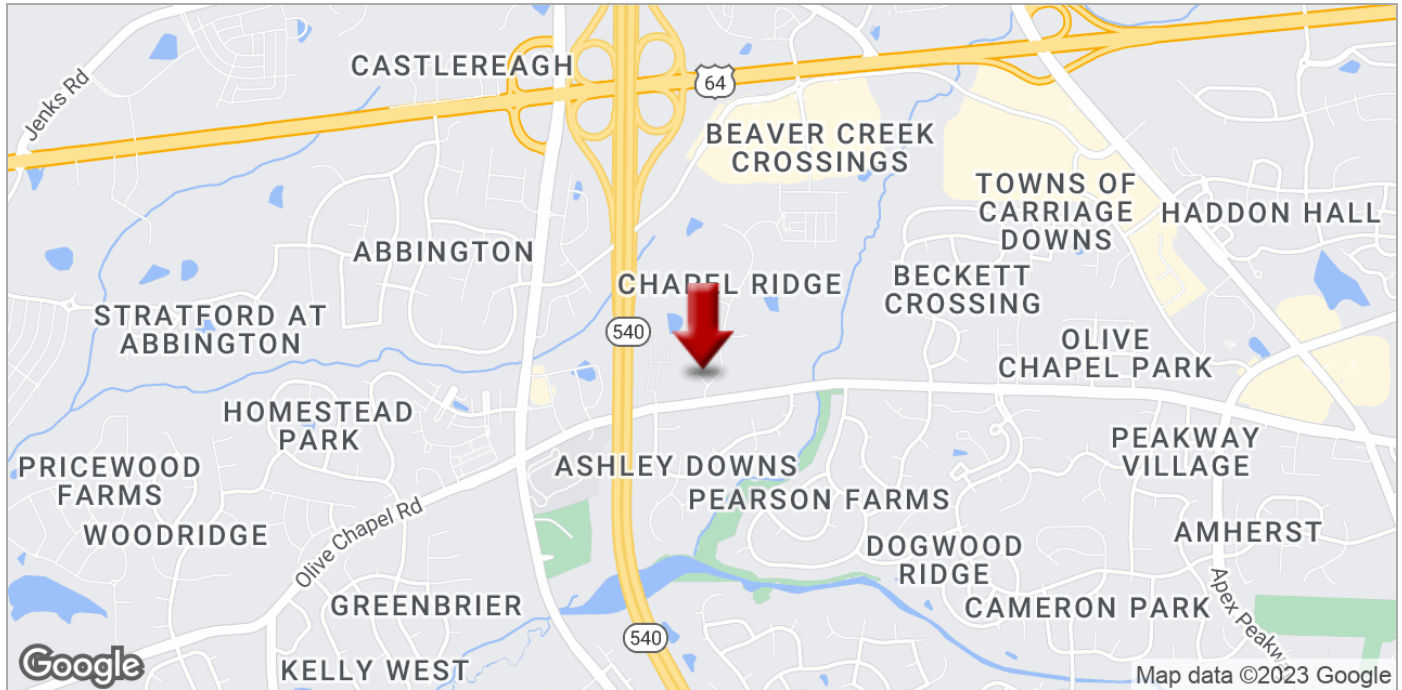 CASTLEREAGH
64
Jenks Rd
BEAVER CREEK
CROSSINGS
TOWNS OF
CARRIAGE
DOWNS
HADDON HALL
ABBINGTON
CHAPEL RIDGE
BECKETT
CROSSING
STRATFORD AT
ABBINGTON
540
OLIVE
CHAPEL PARK
HOMESTEAD
PARK
PEAKWAY
VILLAGE
ASHLEY DOWNS
PRICEWOOD
FARMS
PEARSON FARMS
WOODRIDGE
Olive Chapel Rd
AMHERST
DOGWOOD
RIDGE
GREENBRIER
CAMERON PARK
Apex Peakw
540
KELLY WEST
Google
Map data ©2023 Google